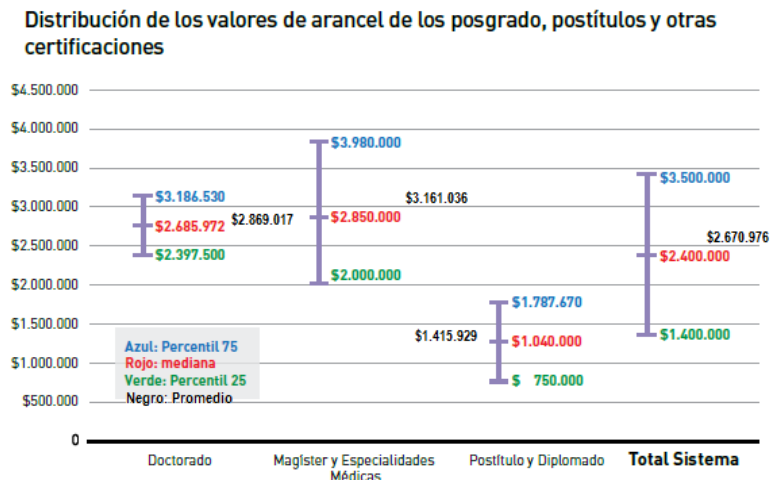 Distribución de los valores de arancel de los posgrado, postítulos y otras
certificaciones
$4.500.000
$4.000.000
$3.500.000
$3.000.000
$2.500.000
$2.000.000
$1.500.000
$1.000.000
$500.000
0
$3.186.530
$2.869.017
$2.685.972
$2.397.500
$3.980.000
$3.161.036
$2.850.000
$2.000.000
$1.787.670
$1.415.929
$1.040.000
$ 750.000
$3.500.000
$2.670.976
$2.400.000
$1.400.000
Azul: Percentil 75
Rojo: mediana
Verde: Percentil 25
Negro: Promedio
Doctorado
Magíster y Especialidades
Médicas
Postítulo y Diplomado
Total Sistema